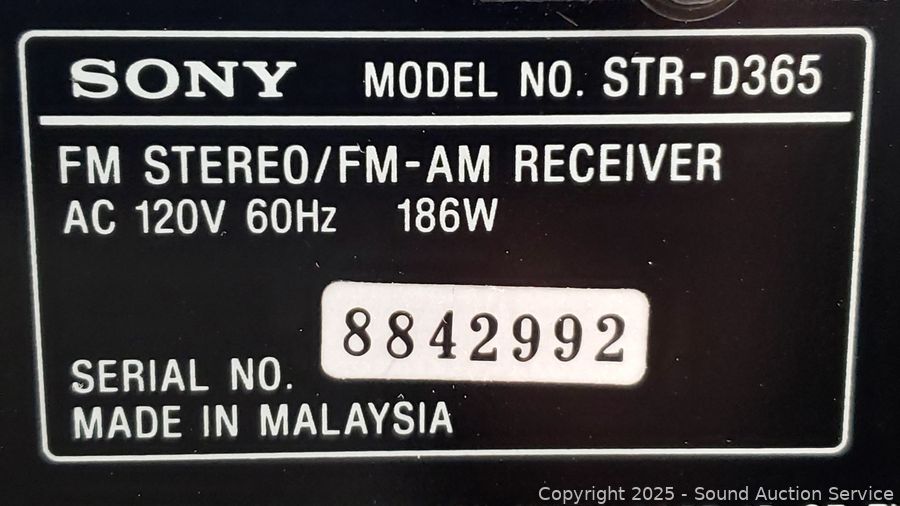 SONY MODEL NO. STR-D365
FM STEREO/FM-AM RECEIVER
AC 120V 60Hz 186W
8842992
SERIAL NO.
MADE IN MALAYSIA
Copyright 2025 - Sound Auction Service